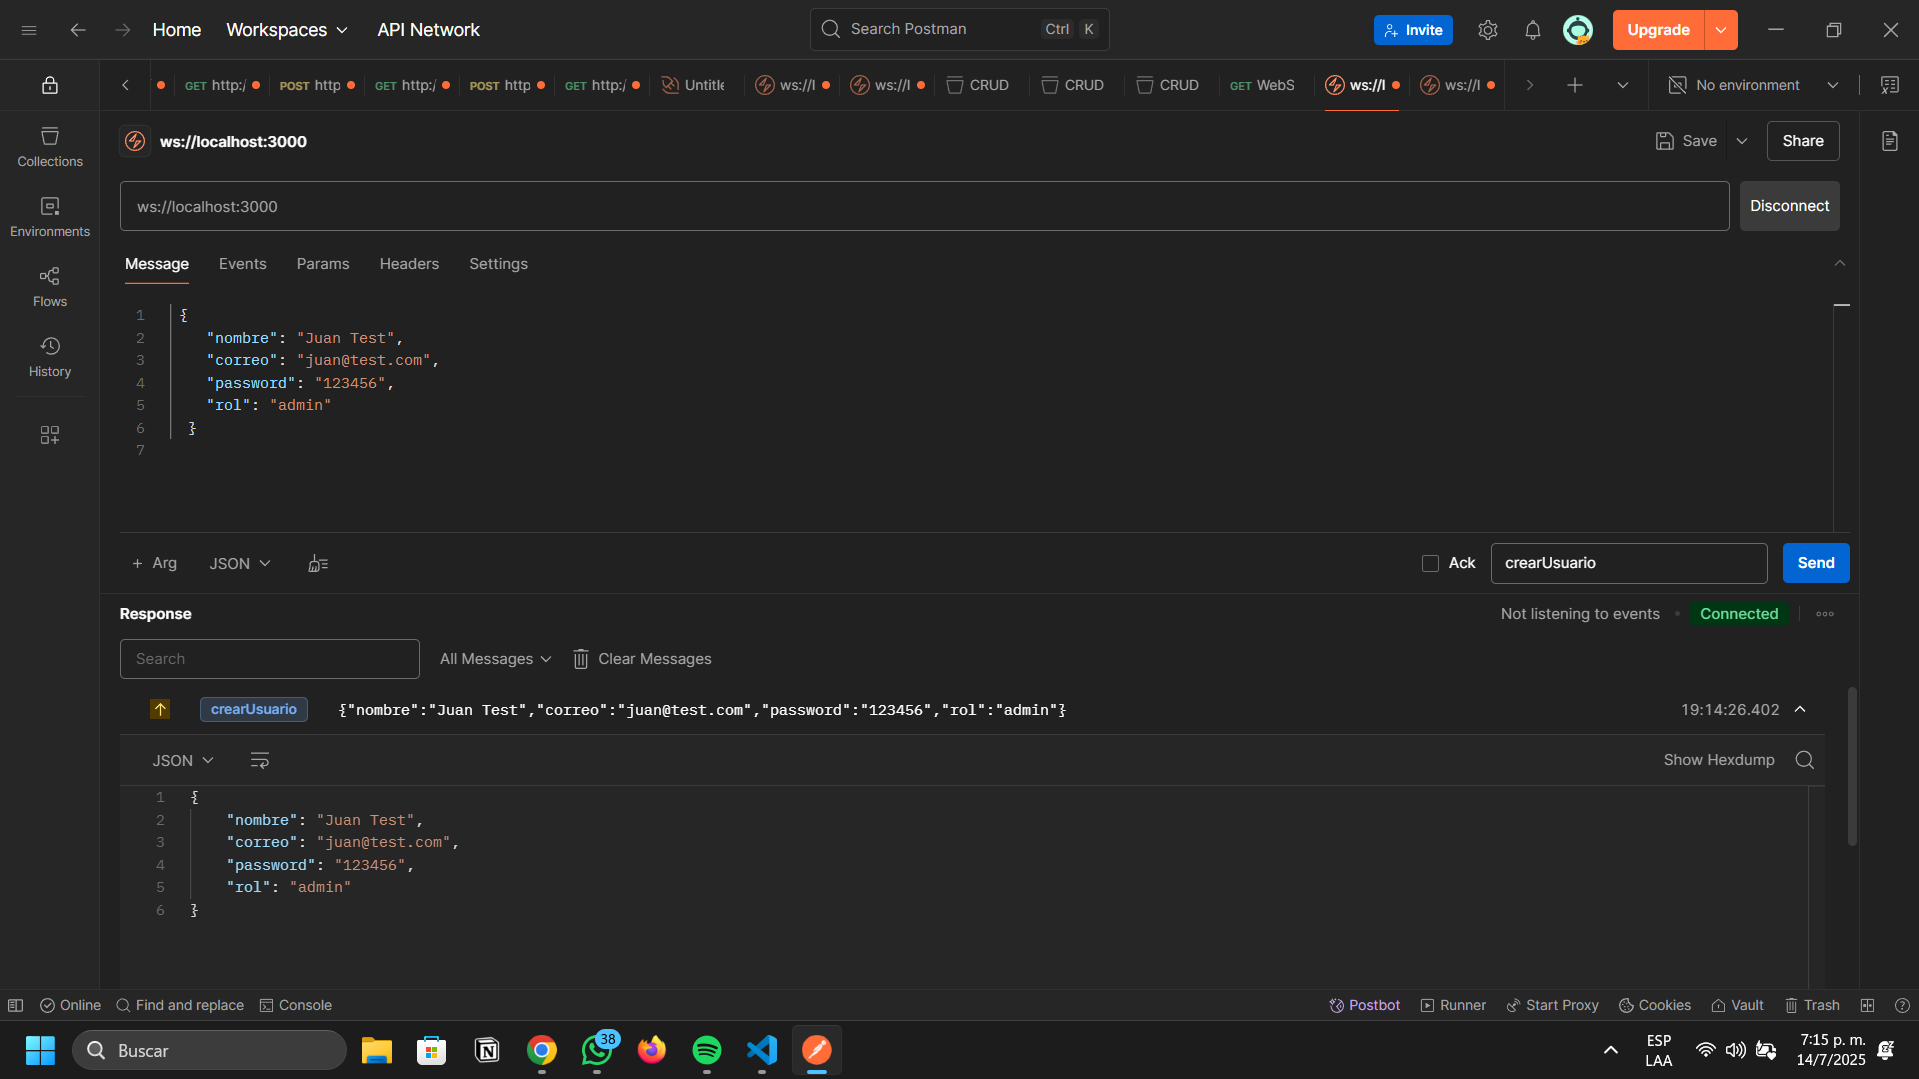 Home Workspaces API Network Search Postman Ctrl K Invite Upgrade
GET http:/ POST http GET http:/ POST http GET http:/ Untitle ws://l ws://l CRUD CRUD CRUD GET WebS ws://l ws://l No environment
ws://localhost:3000 Save Share
Collections
ws://localhost:3000 Disconnect
Environments
Message Events Params Headers Settings
Flows
History
1 {
2 "nombre": "Juan Test",
3 "correo": "juan@test.com",
4 "password": "123456",
5 "rol": "admin"
6 }
7
+ Arg JSON Ack crearUsuario Send
Response Not listening to events Connected
Search All Messages Clear Messages
crearUsuario {"nombre":"Juan Test","correo":"juan@test.com","password":"123456","rol":"admin"} 19:14:26.402
JSON Show Hexdump
1 {
2 "nombre": "Juan Test",
3 "correo": "juan@test.com",
4 "password": "123456",
5 "rol": "admin"
6 }
Online Find and replace Console Postbot Runner Start Proxy Cookies Vault Trash
Buscar 38 ESP LAA 7:15 p. m. 14/7/2025